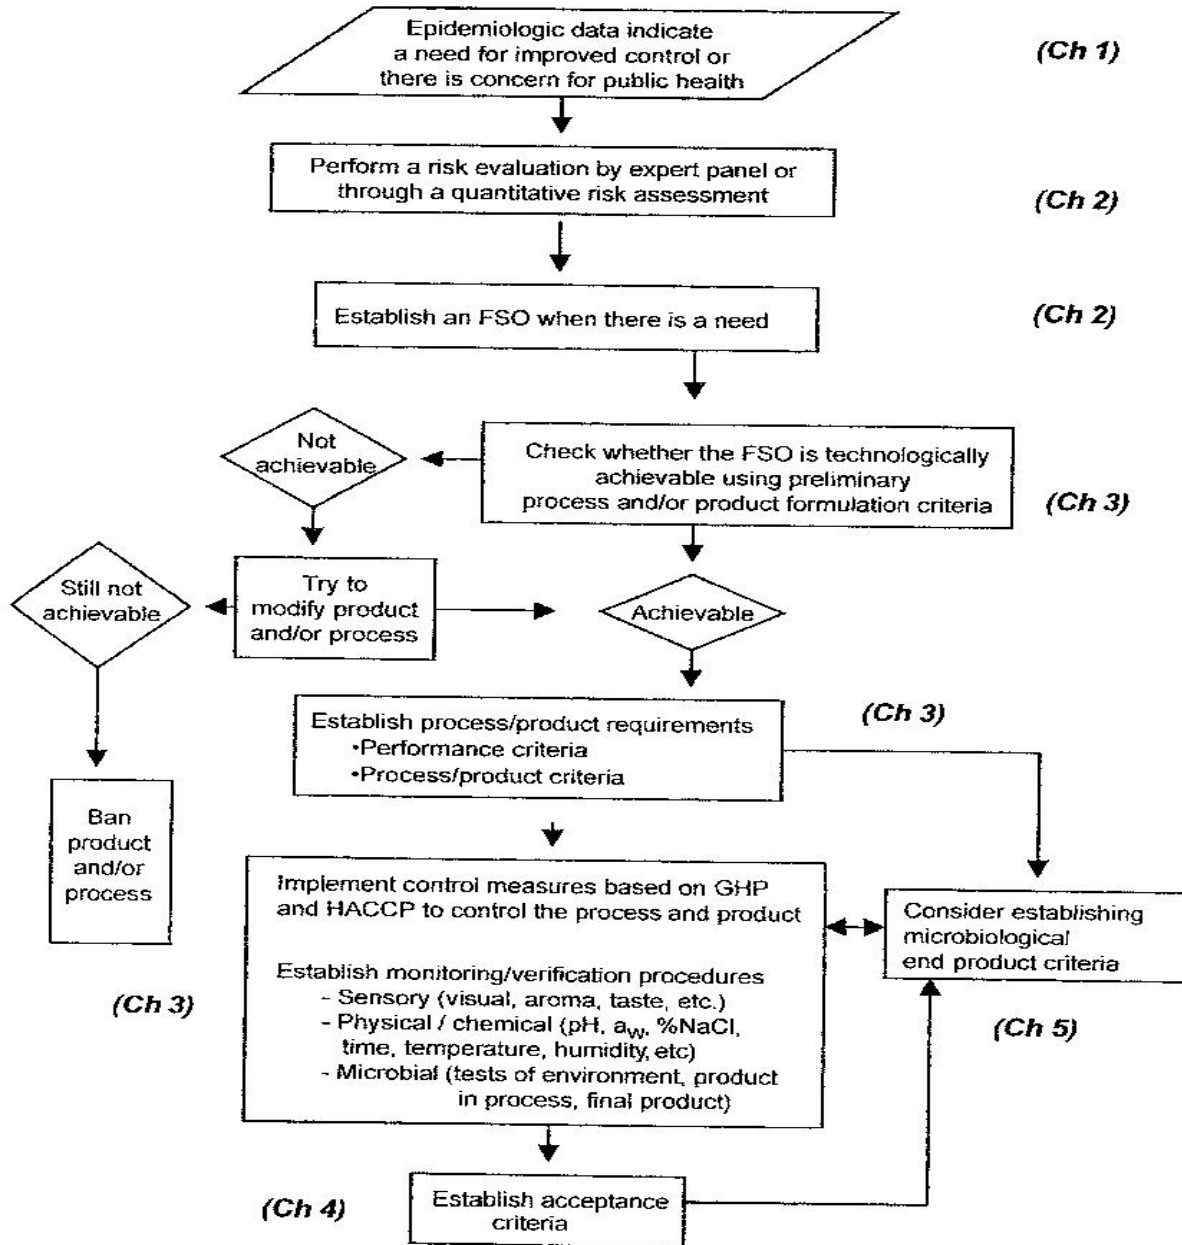 Epidemiologic data indicate
a need for improved control or
there is concern for public health
(Ch 1)
Perform a risk evaluation by expert panel or
through a quantitative risk assessment
(Ch 2)
Establish an FSO when there is a need
(Ch 2)
Not
achievable
Check whether the FSO is technologically
achievable using preliminary
process and/or product formulation criteria
(Ch 3)
Still not
achievable
Try to
modify product
and/or process
Achievable
Establish process/product requirements
•Performance criteria
•Process/product criteria
(Ch 3)
Ban
product
and/or
process
Implement control measures based on GHP
and HACCP to control the process and product
Establish monitoring/verification procedures
- Sensory (visual, aroma, taste, etc.)
- Physical / chemical (pH, aw, %NaCl,
time, temperature, humidity, etc)
- Microbial (tests of environment, product
in process, final product)
(Ch 3)
Consider establishing
microbiological
end product criteria
(Ch 5)
Establish acceptance
criteria
(Ch 4)